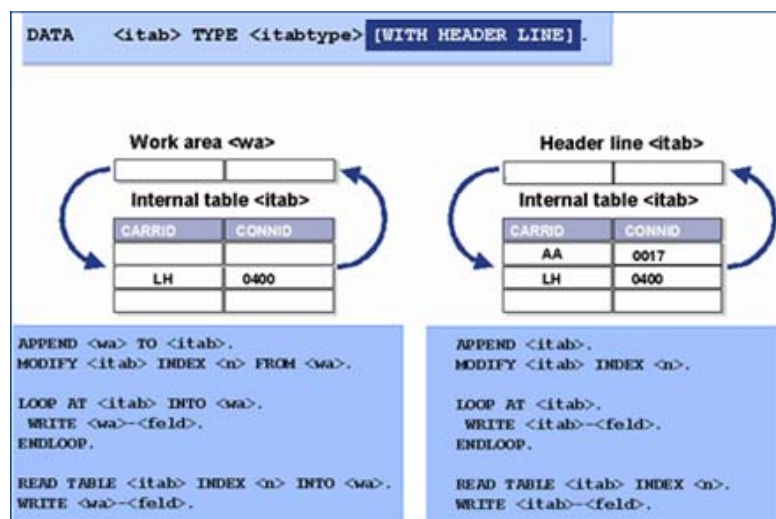 DATA <itab> TYPE <itabtype> [WITH HEADER LINE].
Work area <wa>
Internal table <itab>
CARRID CONNID
LH 0400
APPEND <wa> TO <itab>.
MODIFY <itab> INDEX <n> FROM <wa>.
LOOP AT <itab> INTO <wa>.
WRITE <wa>-<feld>.
ENDLOOP.
READ TABLE <itab> INDEX <n> INTO <wa>.
WRITE <wa>-<feld>.
Header line <itab>
Internal table <itab>
CARRID CONNID
AA 0017
LH 0400
APPEND <itab>.
MODIFY <itab> INDEX <n>.
LOOP AT <itab>.
WRITE <itab>-<feld>.
ENDLOOP.
READ TABLE <itab> INDEX <n>.
WRITE <itab>-<feld>.